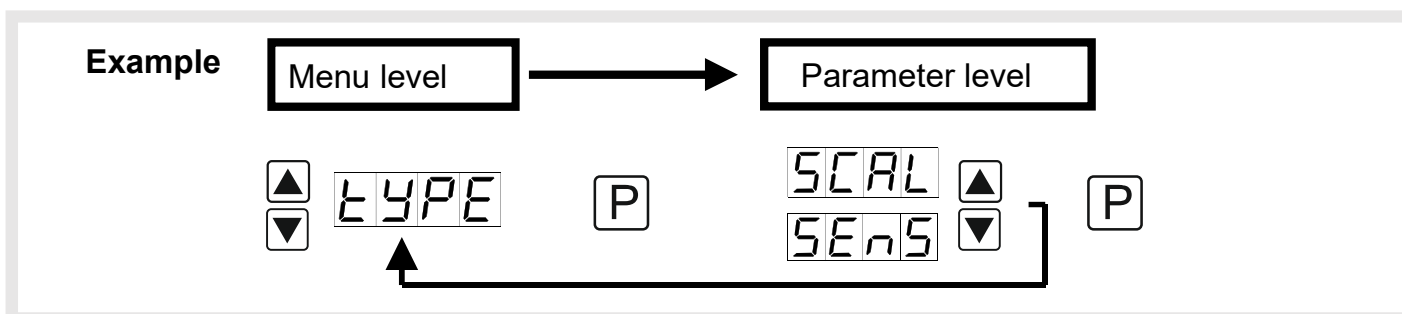 Example
Menu level
Parameter level
tYPE
P
SCAL
SEnS
P